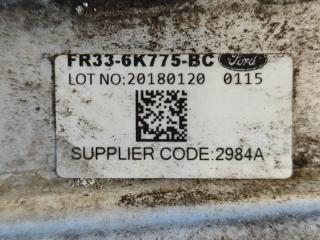 FR33-6K775-BC Ford
LOT NO:20180120 0115
SUPPLIER CODE:2984A